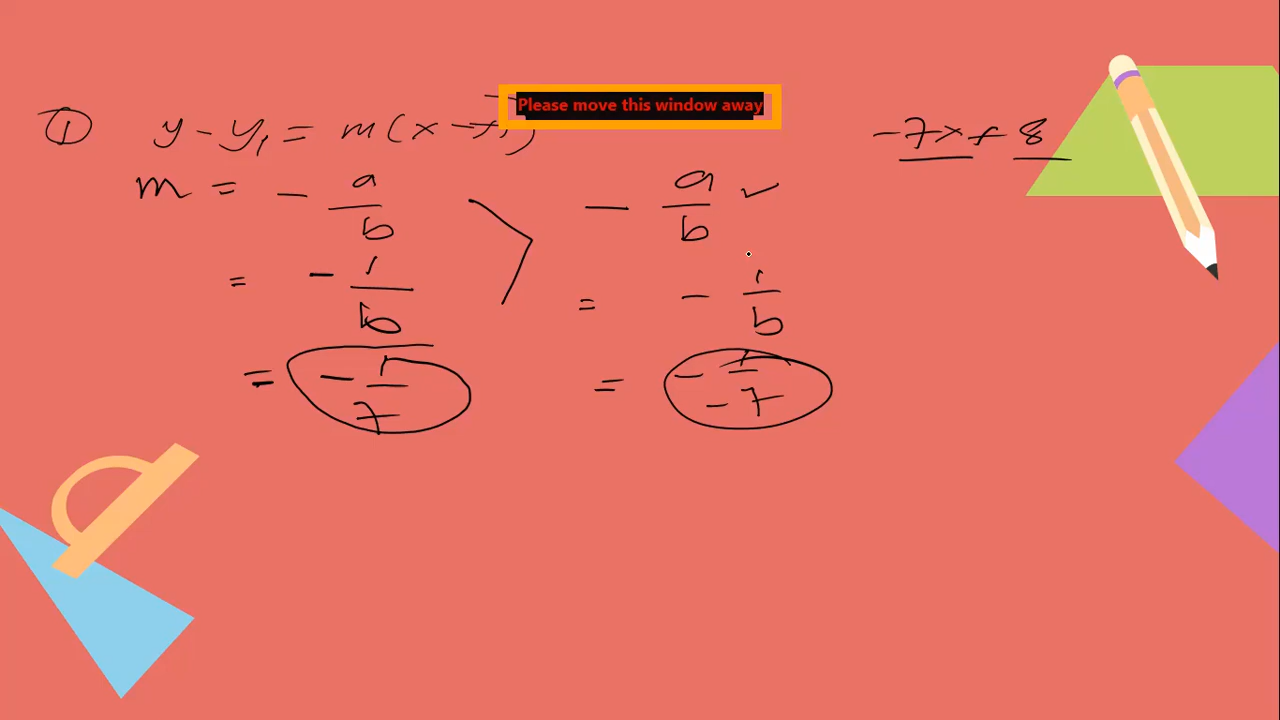 Please move this window away
① y - y₁ = m(x - x₁)
-7x + 8
m = - a/b
- a/b ✓
= - 1/b
= - 1/b
= - 1/7
= - 1/-7